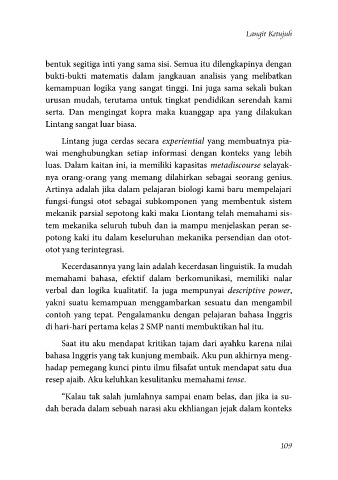 Langit Ketujuh
bentuk segitiga inti yang sama sisi. Semua itu dilengkapinya dengan
bukti-bukti matematis dalam jangkauan analisis yang melibatkan
kemampuan logika yang sangat tinggi. Ini juga sama sekali bukan
urusan mudah, terutama untuk tingkat pendidikan serendah kami
serta. Dan mengingat kopra maka kuanggap apa yang dilakukan
Lintang sangat luar biasa.
Lintang juga cerdas secara experiential yang membuatnya pia-
wai menghubungkan setiap informasi dengan konteks yang lebih
luas. Dalam kaitan ini, ia memiliki kapasitas metadiscourse selayak-
nya orang-orang yang memang dilahirkan sebagai seorang genius.
Artinya adalah jika dalam pelajaran biologi kami baru mempelajari
fungsi-fungsi otot sebagai subkomponen yang membentuk sistem
mekanik parsial sepotong kaki maka Liontang telah memahami sis-
tem mekanika seluruh tubuh dan ia mampu menjelaskan peran se-
potong kaki itu dalam keseluruhan mekanika persendian dan otot-
otot yang terintegrasi.
Kecerdasannya yang lain adalah kecerdasan linguistik. Ia mudah
memahami bahasa, efektif dalam berkomunikasi, memiliki nalar
verbal dan logika kualitatif. Ia juga mempunyai descriptive power,
yakni suatu kemampuan menggambarkan sesuatu dan mengambil
contoh yang tepat. Pengalamanku dengan pelajaran bahasa Inggris
di hari-hari pertama kelas 2 SMP nanti membuktikan hal itu.
Saat itu aku mendapat kritikan tajam dari ayahku karena nilai
bahasa Inggris yang tak kunjung membaik. Aku pun akhirnya meng-
hadap pemegang kunci pintu ilmu filsafat untuk mendapat satu dua
resep ajaib. Aku keluhkan kesulitanku memahami tense.
"Kalau tak salah jumlahnya sampai enam belas, dan jika ia su-
dah berada dalam sebuah narasi aku ekhliangan jejak dalam konteks
109